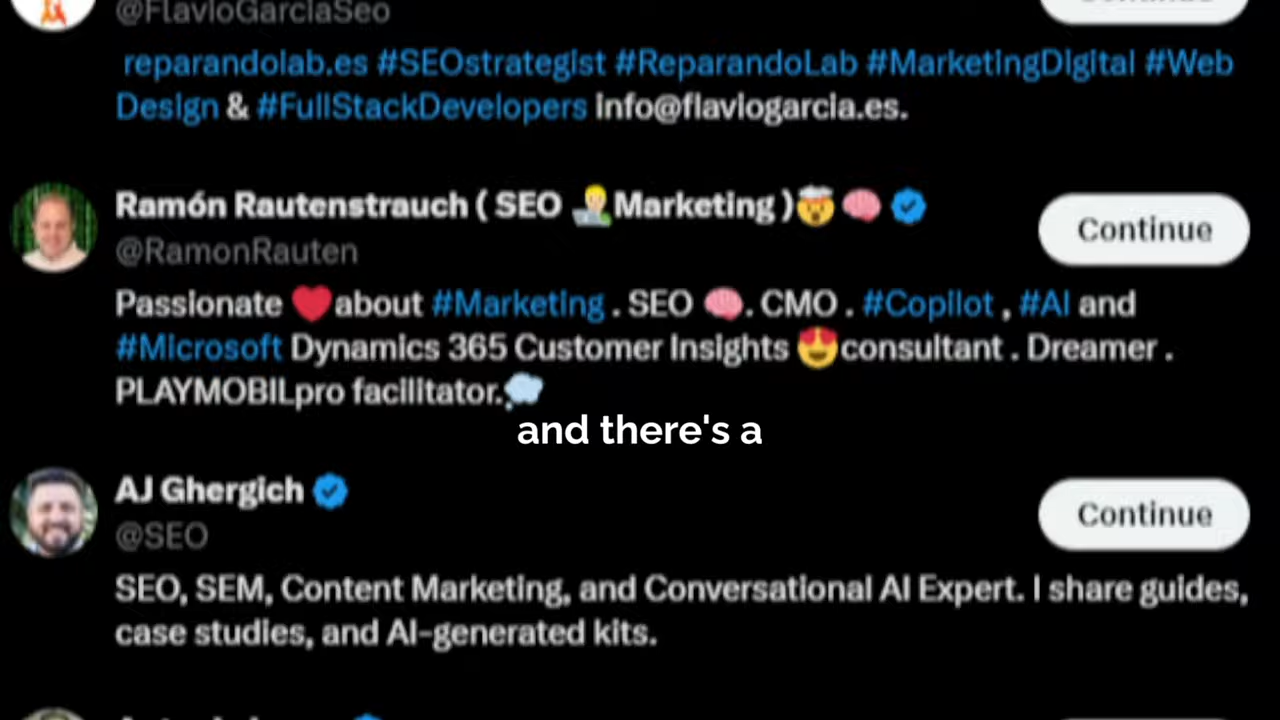 @FlavioGarciaSeo
reparandolab.es #SEOstrategist #ReparandoLab #MarketingDigital #Web
Design & #FullStackDevelopers info@flaviogarcia.es.
Ramón Rautenstrauch ( SEO 👨🏼‍💻Marketing )🤯🧠
Continue
@RamonRauten
Passionate ❤️about #Marketing . SEO 🧠. CMO . #Copilot , #AI and
#Microsoft Dynamics 365 Customer Insights 😍consultant . Dreamer .
PLAYMOBILpro facilitator.💭
and there's a
AJ Ghergich
Continue
@SEO
SEO, SEM, Content Marketing, and Conversational AI Expert. I share guides,
case studies, and AI-generated kits.